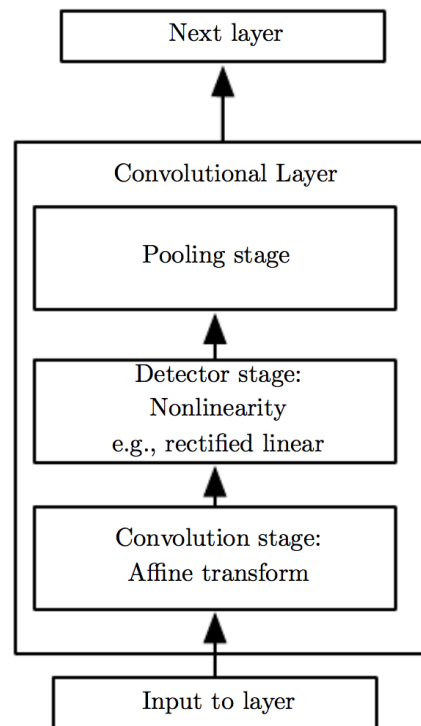 Next layer
Convolutional Layer
Pooling stage
Detector stage:
Nonlinearity
e.g., rectified linear
Convolution stage:
Affine transform
Input to layer